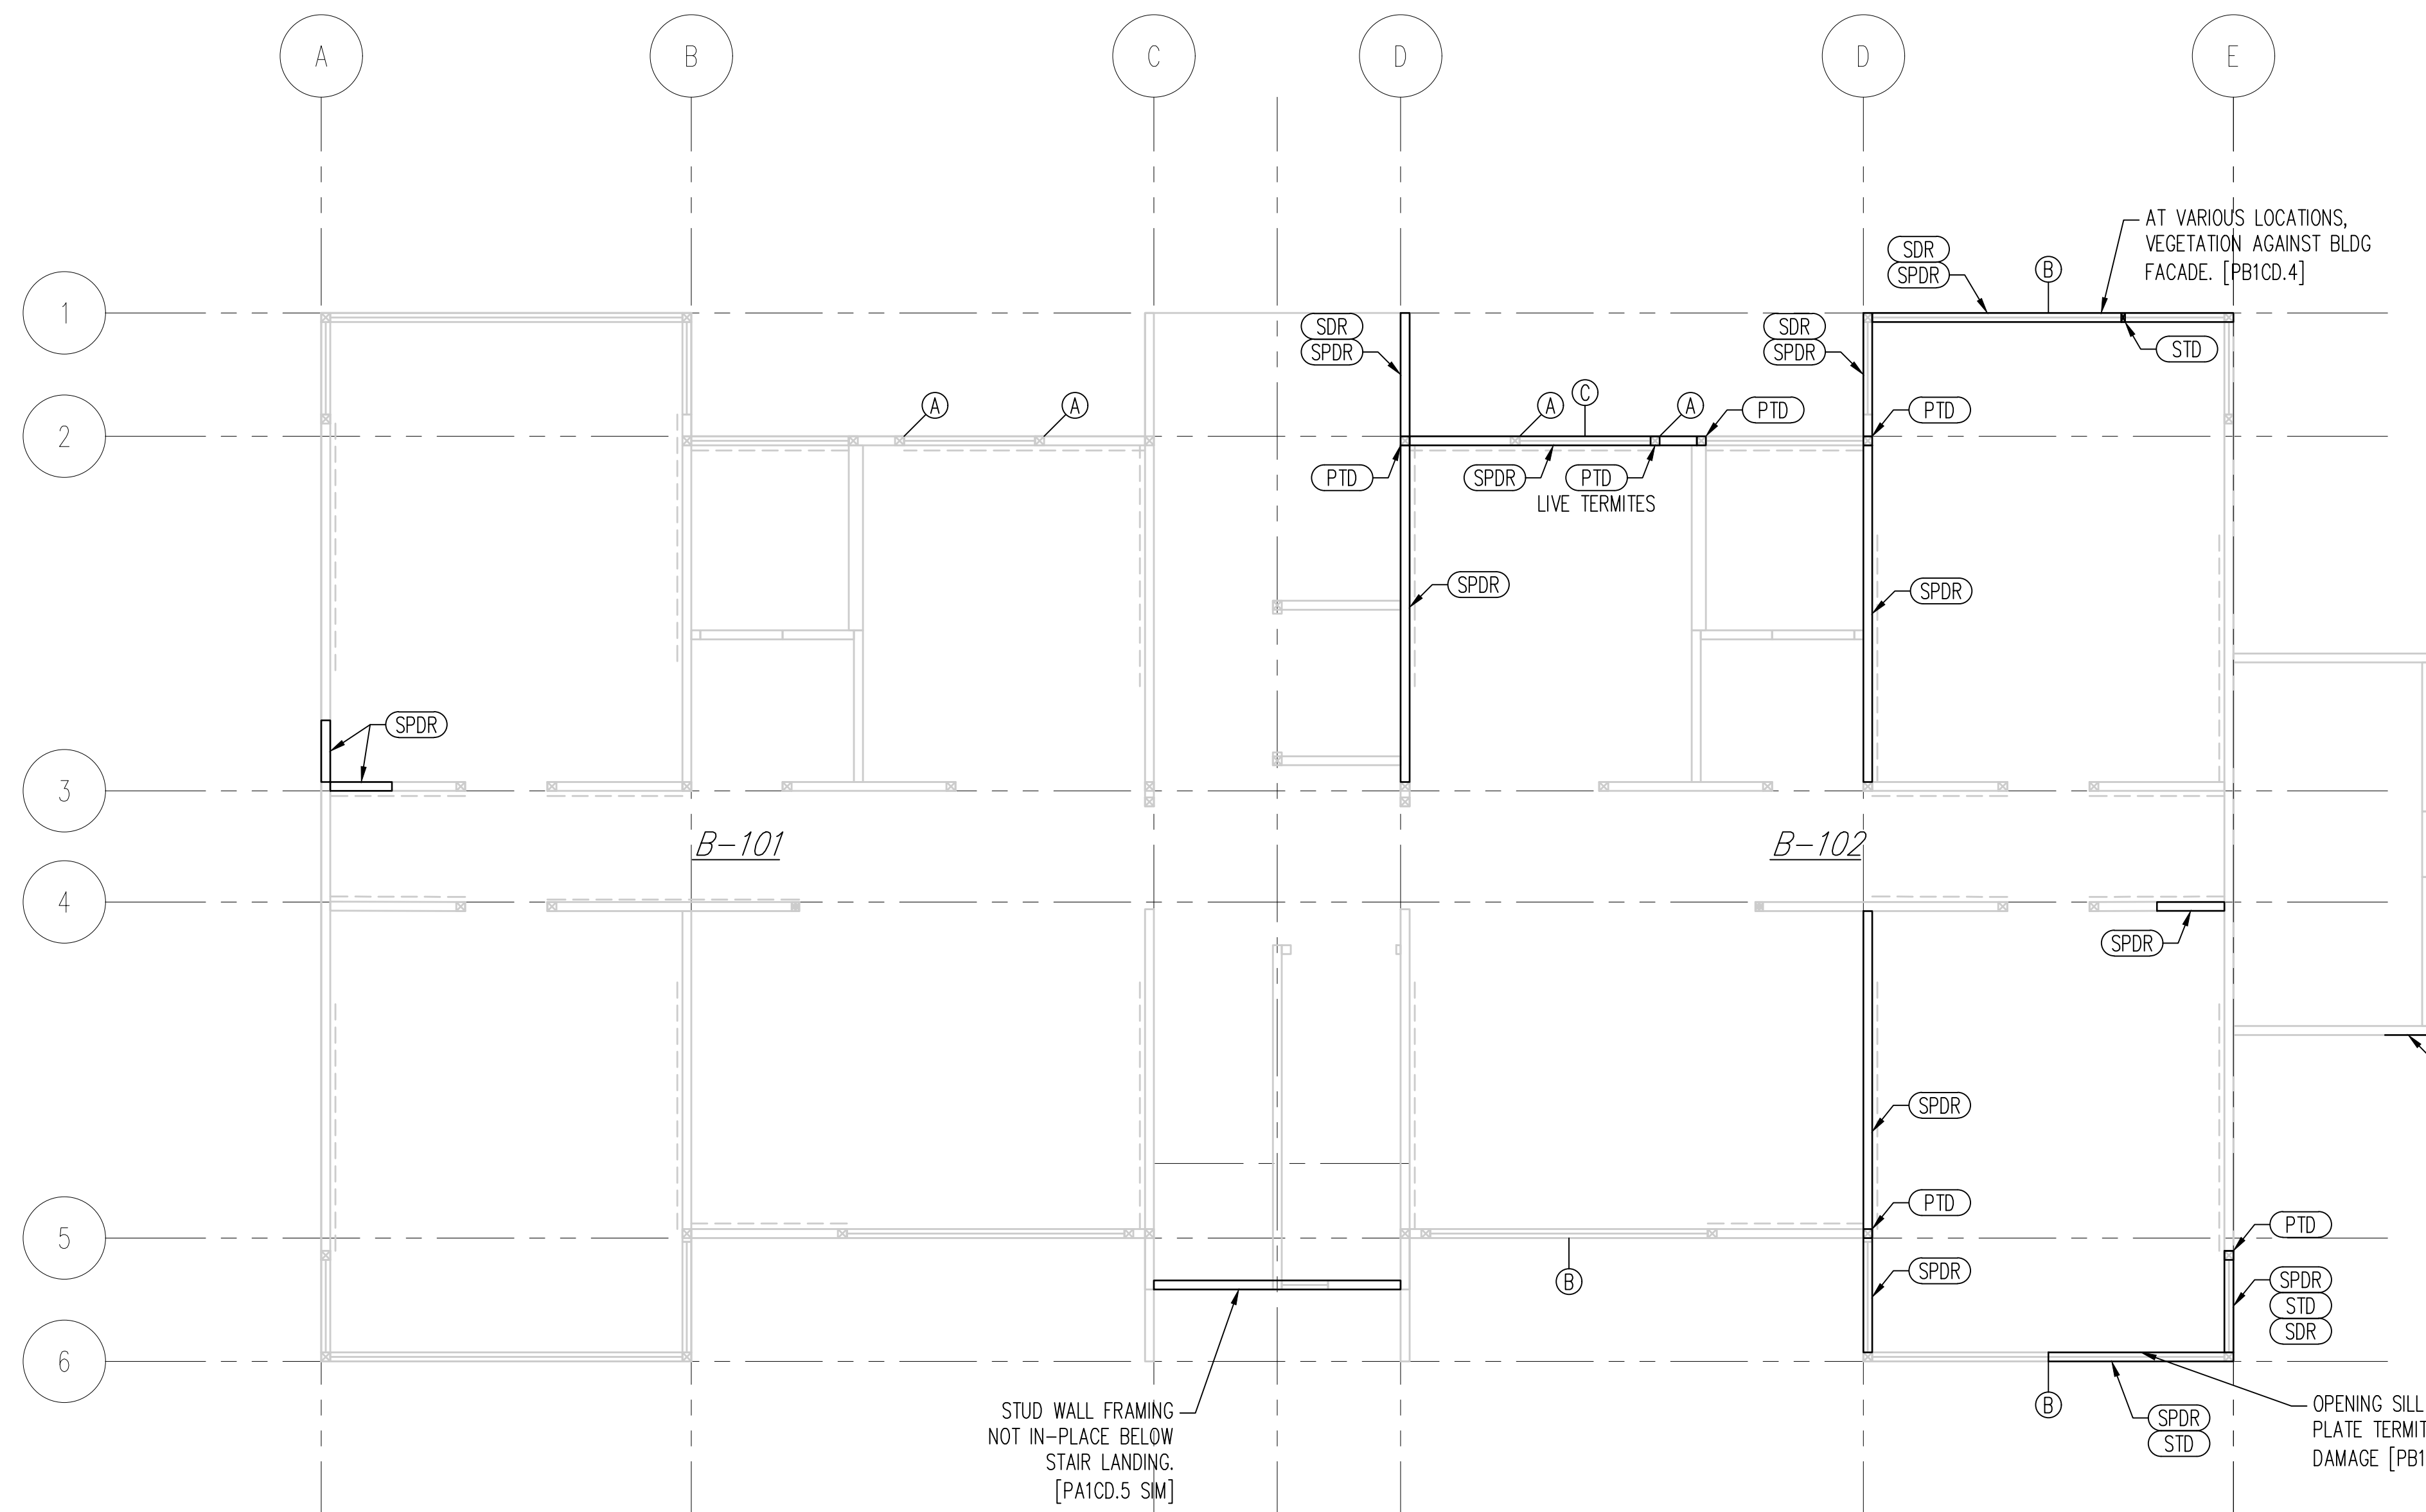 A
B
C
D
D
E
AT VARIOUS LOCATIONS,
VEGETATION AGAINST BLDG
FACADE. [PB1CD.4]
SDR
SPDR
B
1
SDR
SPDR
SDR
SPDR
STD
A
A
A
C
A
PTD
PTD
2
PTD
SPDR
PTD
LIVE TERMITES
SPDR
SPDR
SPDR
3
B-101
B-102
4
SPDR
SPDR
PTD
PTD
5
SPDR
SPDR
STD
SDR
B
6
STUD WALL FRAMING
NOT IN-PLACE BELOW
STAIR LANDING.
[PA1CD.5 SIM]
B
SPDR
STD
OPENING SILL
PLATE TERMIT
DAMAGE [PB1